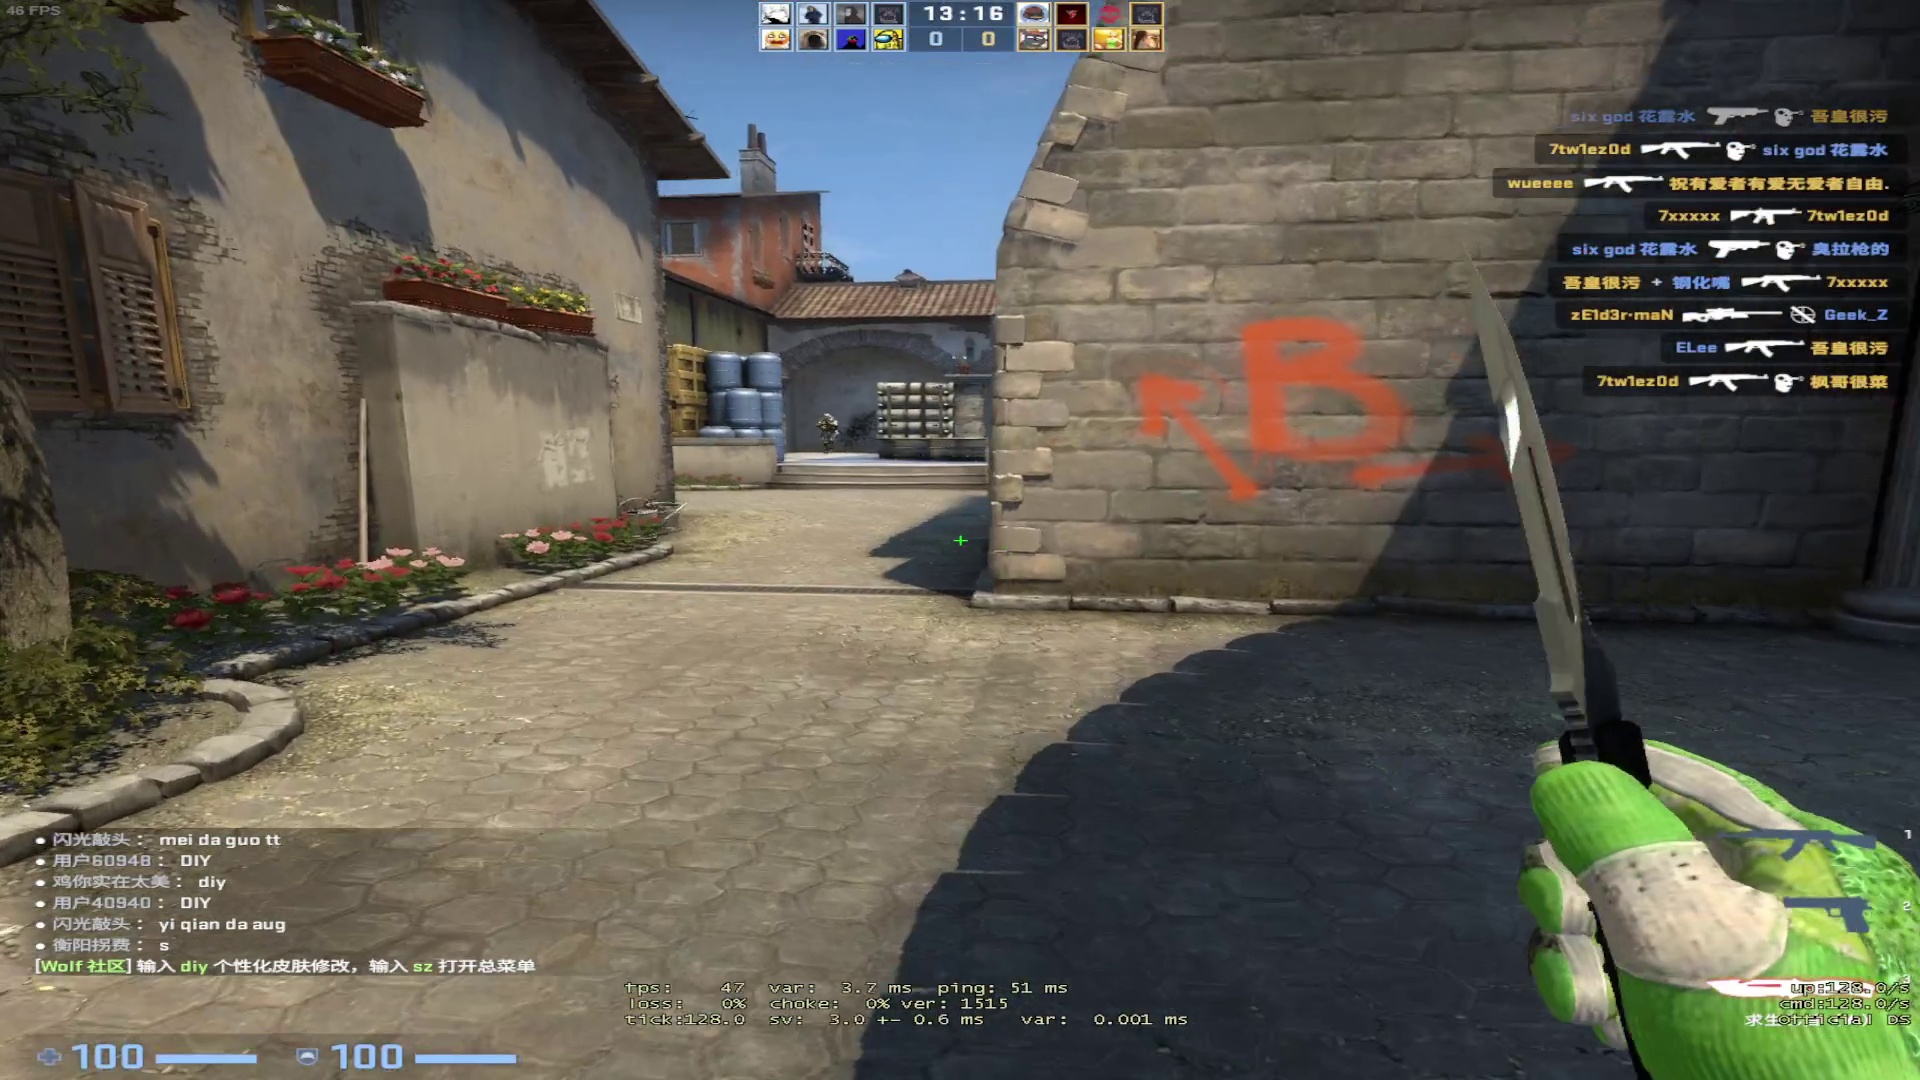 46 FPS
13:16
0 0
six god 花露水 吾皇很污
7tw1ez0d six god 花露水
wueeee 祝有爱者有爱无爱者自由.
7xxxxx 7tw1ez0d
six god 花露水 奥拉枪的
吾皇很污 + 钢化嘴 7xxxxx
zE1d3r·maN Geek_Z
ELee 吾皇很污
7tw1ez0d 枫哥很菜
B
• 闪光敲头： mei da guo tt
• 用户60948： DIY
• 鸡你实在太美： diy
• 用户40940： DIY
• 闪光敲头： yi qian da aug
• 衡阳拐费： s
[Wolf 社区] 输入 diy 个性化皮肤修改，输入 sz 打开总菜单
1
2
3
fps: 47 var: 3.7 ms ping: 51 ms
loss: 0% choke: 0% ver: 1515
tick:128.0 sv: 3.0 +- 0.6 ms var: 0.001 ms
up:128.0/s
cmd:128.0/s
Official DS
100 100